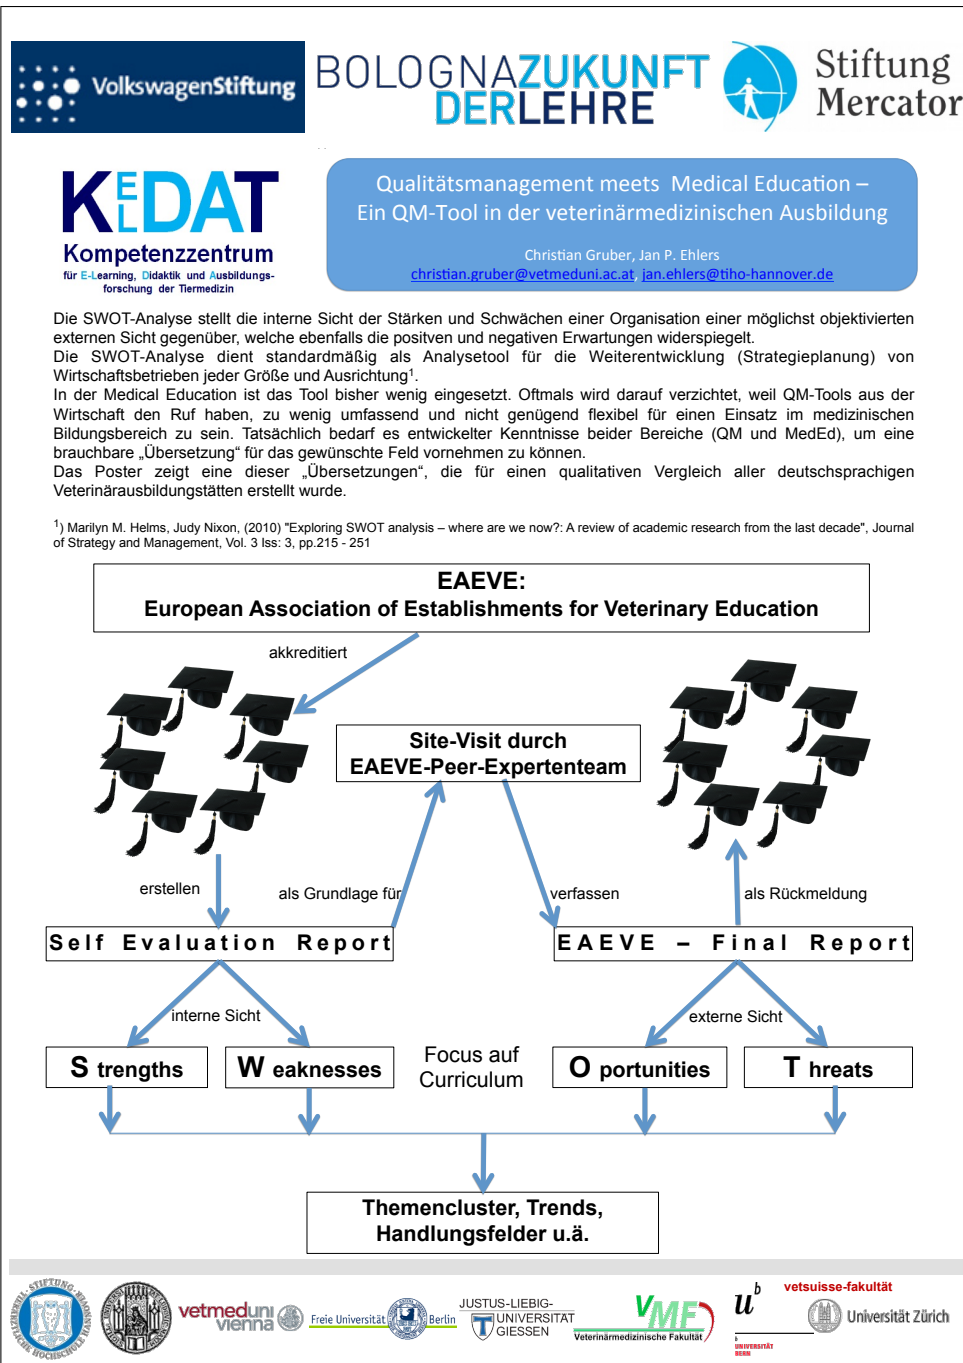 VolkswagenStiftung
BOLOGNAZUKUNFT
DERLEHRE
Stiftung
Mercator
KELDAT
Kompetenzzentrum
für E-Learning, Didaktik und Ausbildungs-
forschung der Tiermedizin
Qualitätsmanagement meets Medical Education –
Ein QM-Tool in der veterinärmedizinischen Ausbildung
Christian Gruber, Jan P. Ehlers
christian.gruber@vetmeduni.ac.at, jan.ehlers@tiho-hannover.de
Die SWOT-Analyse stellt die interne Sicht der Stärken und Schwächen einer Organisation einer möglichst objektivierten
externen Sicht gegenüber, welche ebenfalls die positven und negativen Erwartungen widerspiegelt.
Die SWOT-Analyse dient standardmäßig als Analysetool für die Weiterentwicklung (Strategieplanung) von
Wirtschaftsbetrieben jeder Größe und Ausrichtung1.
In der Medical Education ist das Tool bisher wenig eingesetzt. Oftmals wird darauf verzichtet, weil QM-Tools aus der
Wirtschaft den Ruf haben, zu wenig umfassend und nicht genügend flexibel für einen Einsatz im medizinischen
Bildungsbereich zu sein. Tatsächlich bedarf es entwickelter Kenntnisse beider Bereiche (QM und MedEd), um eine
brauchbare „Übersetzung“ für das gewünschte Feld vornehmen zu können.
Das Poster zeigt eine dieser „Übersetzungen“, die für einen qualitativen Vergleich aller deutschsprachigen
Veterinärausbildungstätten erstellt wurde.
1) Marilyn M. Helms, Judy Nixon, (2010) "Exploring SWOT analysis – where are we now?: A review of academic research from the last decade", Journal
of Strategy and Management, Vol. 3 Iss: 3, pp.215 - 251
EAEVE:
European Association of Establishments for Veterinary Education
akkreditiert
Site-Visit durch
EAEVE-Peer-Expertenteam
erstellen
als Grundlage für
verfassen
als Rückmeldung
Self Evaluation Report
EAEVE – Final Report
interne Sicht
externe Sicht
S trengths
W eaknesses
Focus auf
Curriculum
O portunities
T hreats
Themencluster, Trends,
Handlungsfelder u.ä.
STIFTUNG
TIERÄRZTLICHE HOCHSCHULE HANNOVER
vetmeduni
vienna
Freie Universität Berlin
JUSTUS-LIEBIG-
UNIVERSITÄT
GIESSEN
VMF
Veterinärmedizinische Fakultät
u b
b
UNIVERSITÄT
BERN
vetsuisse-fakultät
Universität Zürich